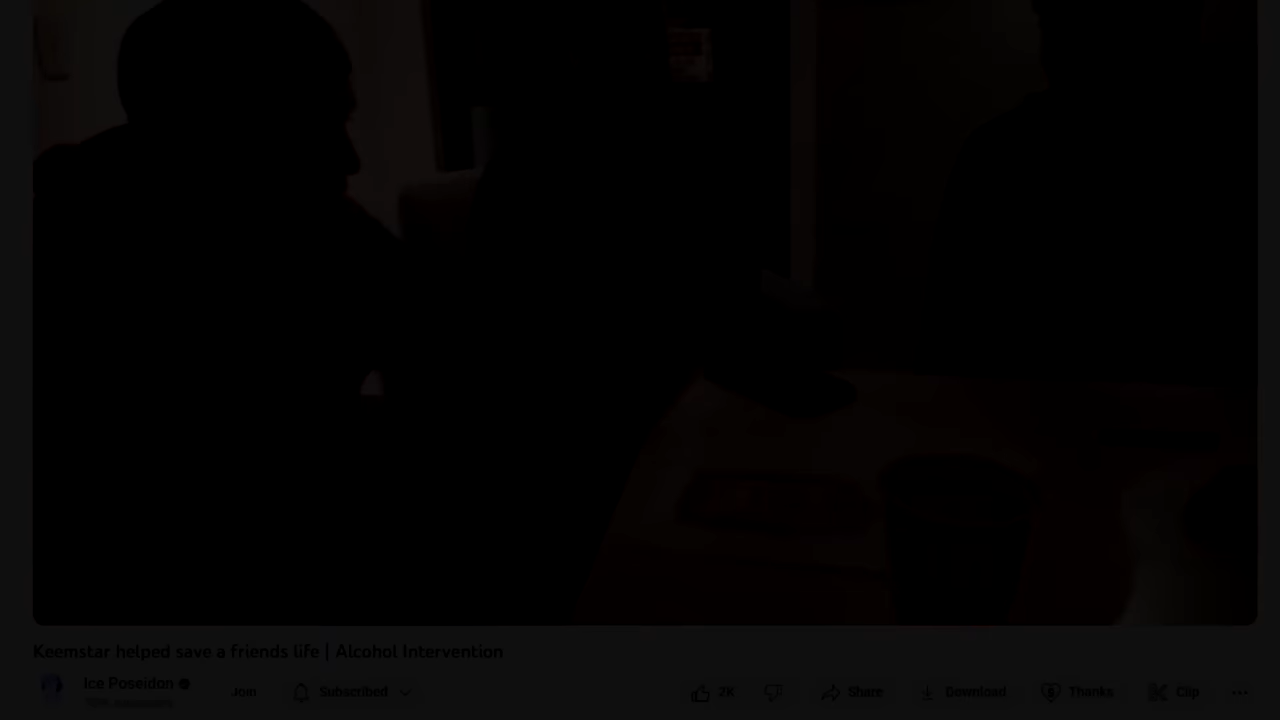 Keemstar helped save a friends life | Alcohol Intervention
Ice Poseidon
Join
Subscribed
2K
Share
Download
Thanks
Clip